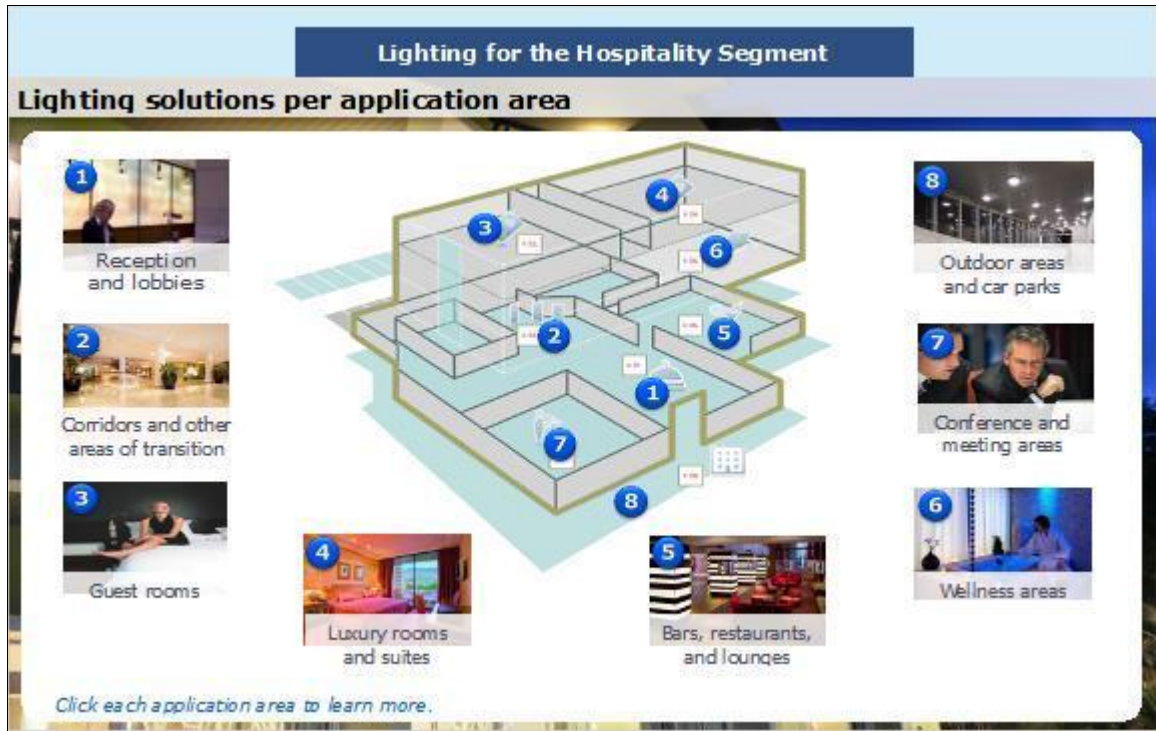 Lighting for the Hospitality Segment
Lighting solutions per application area
1
Reception
and lobbies
2
Corridors and other
areas of transition
3
Guest rooms
4
Luxury rooms
and suites
5
Bars, restaurants,
and lounges
6
Wellness areas
7
Conference and
meeting areas
8
Outdoor areas
and car parks
4
3
6
5
2
1
7
8
Click each application area to learn more.